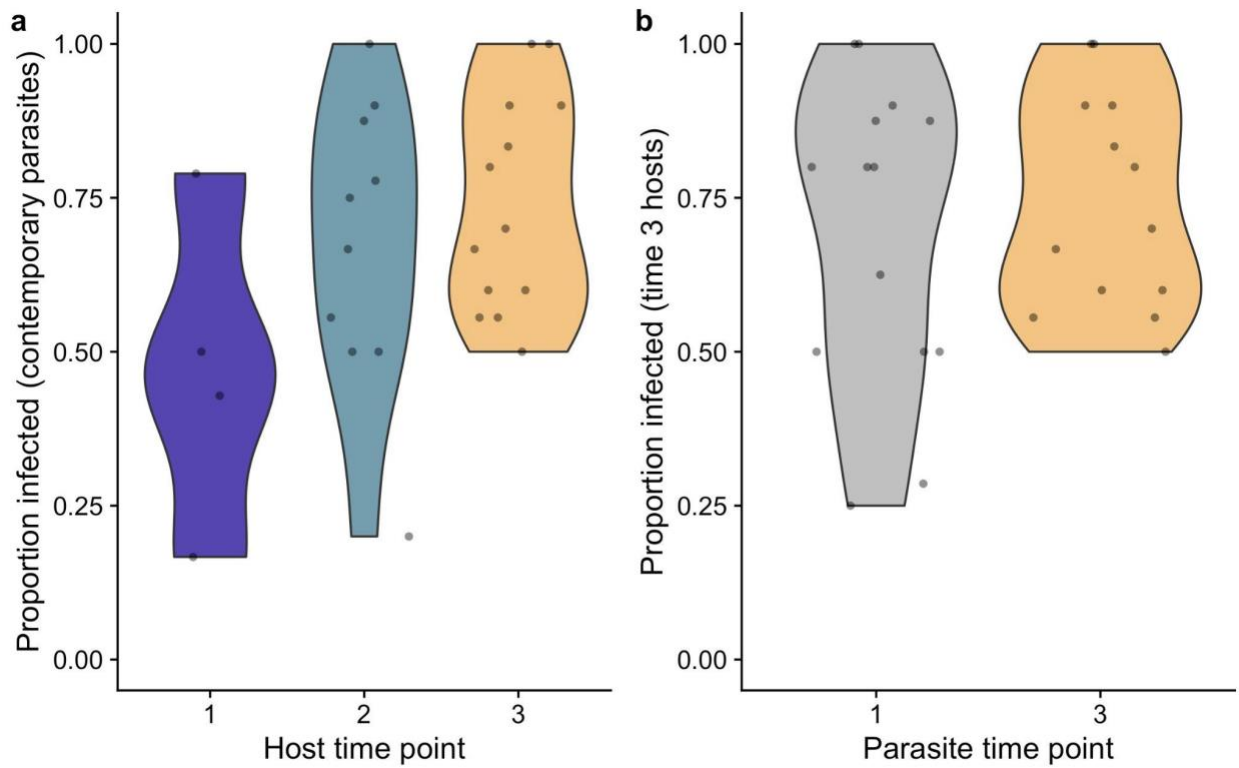 a
Proportion infected (contemporary parasites)
1.00
0.75
0.50
0.25
0.00
1 2 3
Host time point
b
Proportion infected (time 3 hosts)
1.00
0.75
0.50
0.25
0.00
1 3
Parasite time point